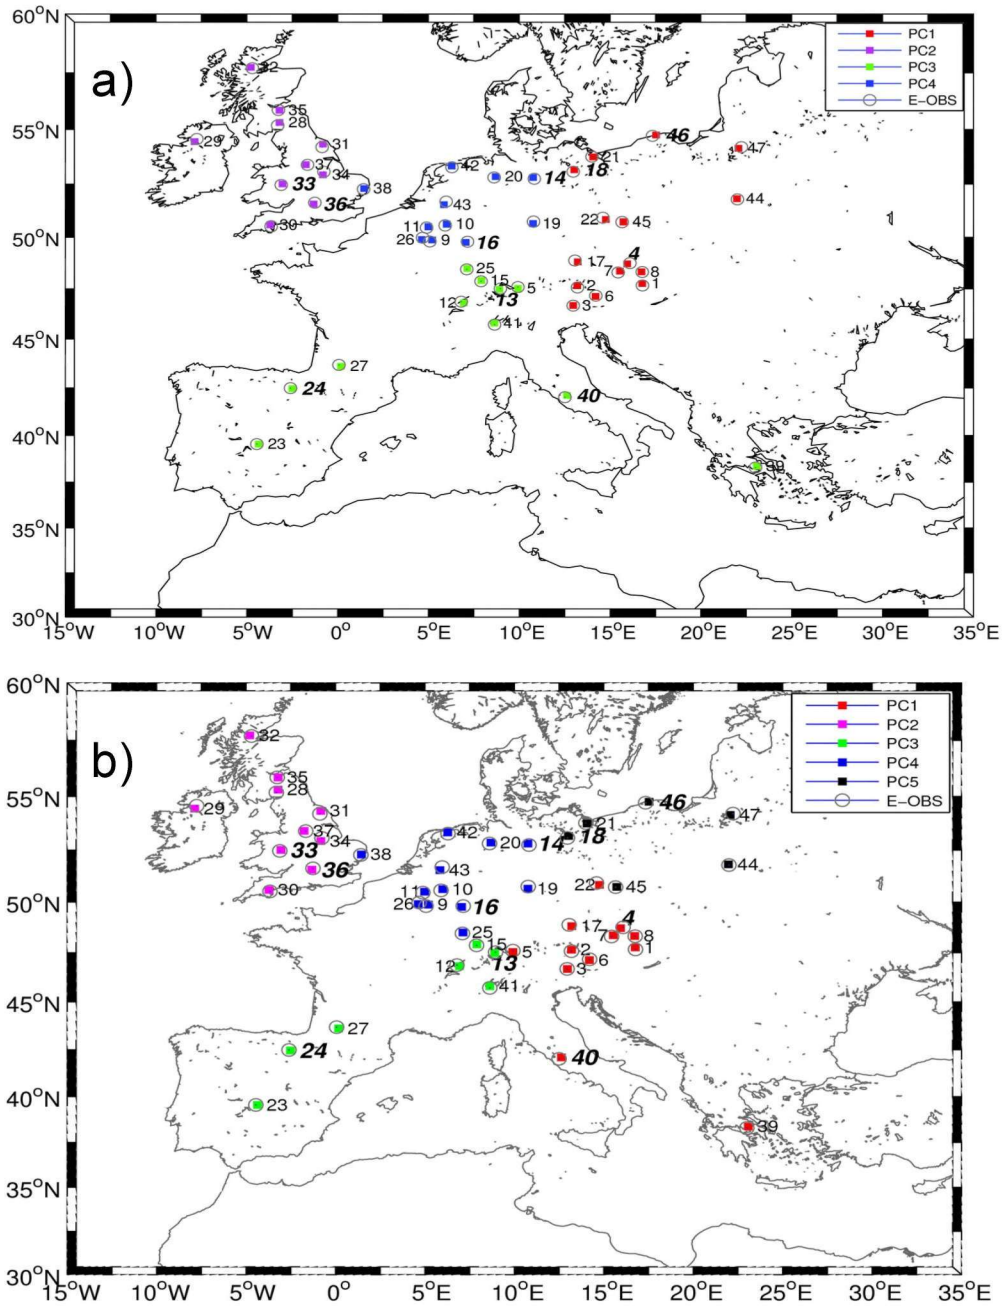 60°N
PC1
PC2
PC3
PC4
E-OBS
a)
32
35
28
55°N
46
29
31
47
21
37
34
42
18
20
14
33
38
44
36
43
30
11
10
19
22
45
50°N
26
9
16
4
25
17
7
8
15
5
2
1
12
13
6
3
41
45°N
27
24
40
40°N
23
39
35°N
30°N
15°W
10°W
5°W
0°
5°E
10°E
15°E
20°E
25°E
30°E
35°E
60°N
PC1
PC2
PC3
PC4
PC5
E-OBS
b)
32
35
28
55°N
46
29
31
47
21
37
34
42
18
20
14
33
38
44
36
43
22
45
30
11
10
19
50°N
26
9
16
4
25
17
7
8
15
5
2
1
12
13
6
3
41
45°N
27
24
40
40°N
23
39
35°N
30°N
15°W
10°W
5°W
0°
5°E
10°E
15°E
20°E
25°E
30°E
35°E